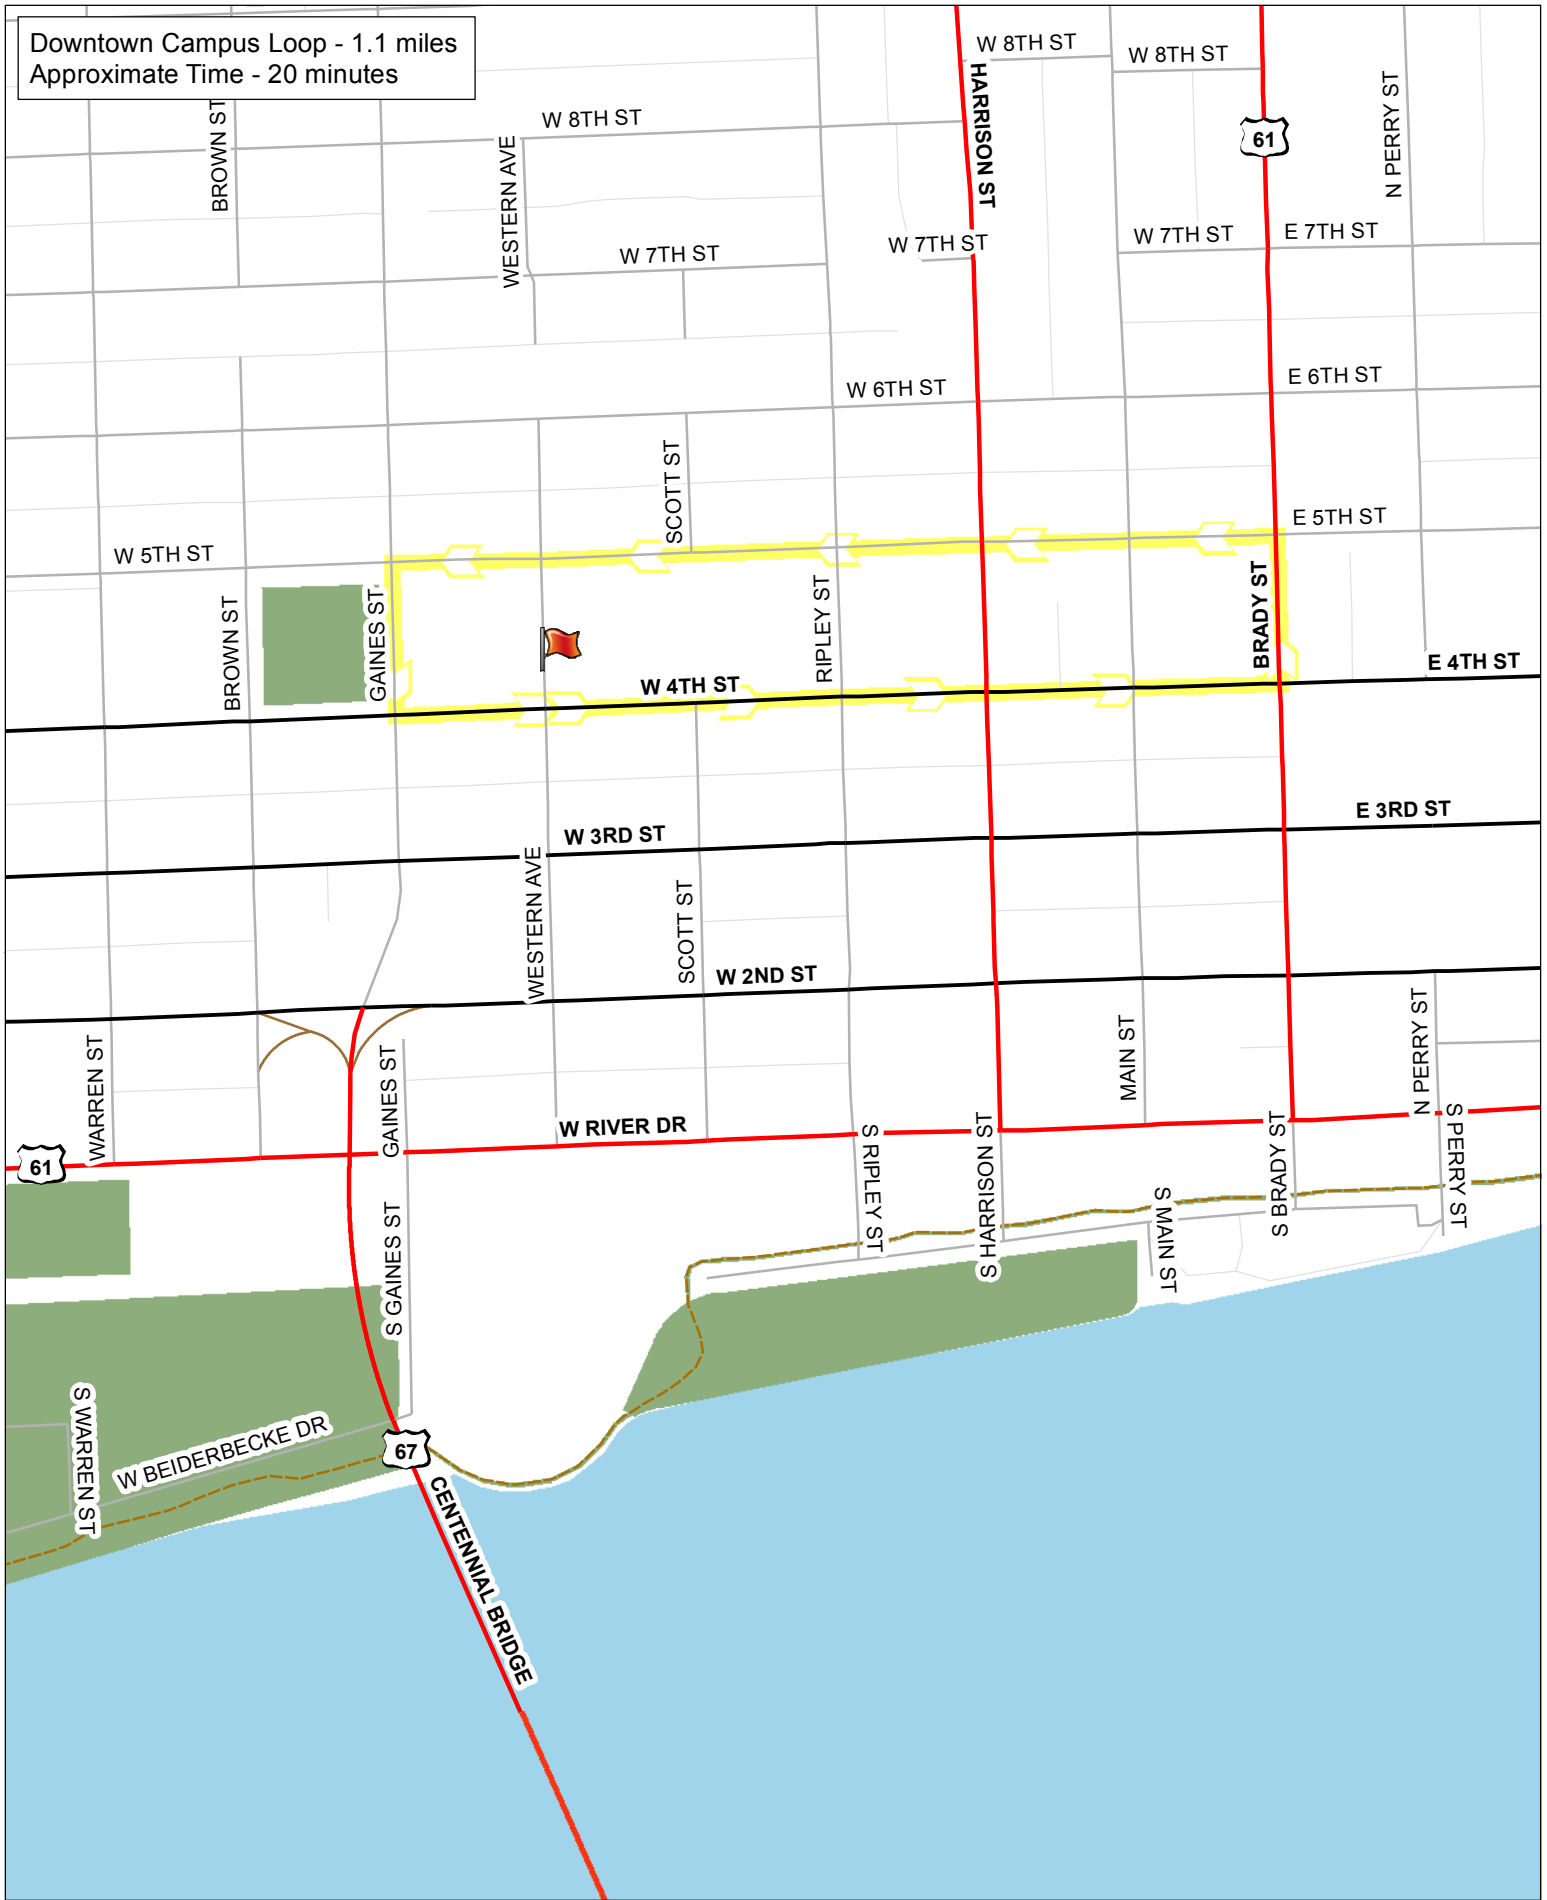 Downtown Campus Loop - 1.1 miles
Approximate Time - 20 minutes
W 8TH ST
W 8TH ST
HARRISON ST
61
N PERRY ST
BROWN ST
W 8TH ST
WESTERN AVE
W 7TH ST
W 7TH ST
W 7TH ST
E 7TH ST
W 6TH ST
E 6TH ST
SCOTT ST
W 5TH ST
E 5TH ST
BROWN ST
GAINES ST
RIPLEY ST
BRADY ST
W 4TH ST
E 4TH ST
W 3RD ST
E 3RD ST
WESTERN AVE
SCOTT ST
W 2ND ST
WARREN ST
GAINES ST
MAIN ST
N PERRY ST
W RIVER DR
61
S RIPLEY ST
S HARRISON ST
S MAIN ST
S BRADY ST
S PERRY ST
S GAINES ST
S WARREN ST
W BEIDERBECKE DR
67
CENTENNIAL BRIDGE